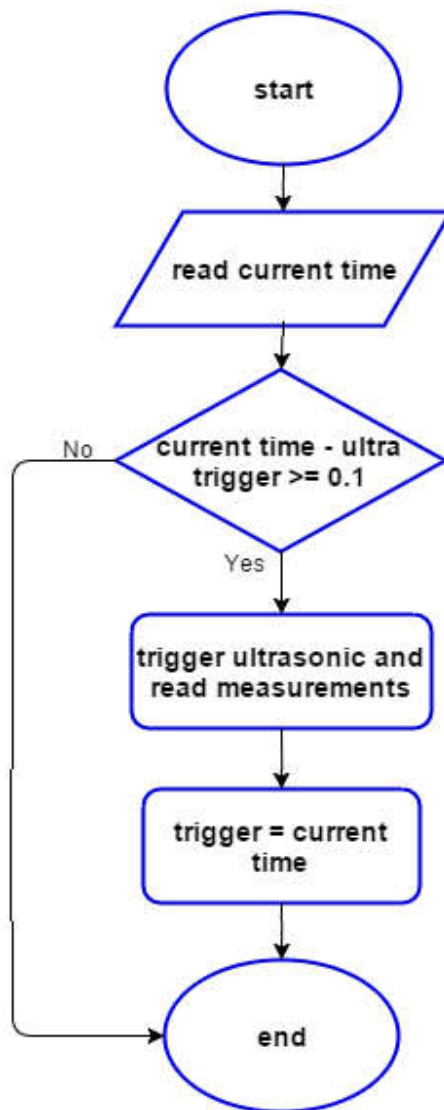 start
read current time
current time - ultra
trigger >= 0.1
No
Yes
trigger ultrasonic and
read measurements
trigger = current
time
end